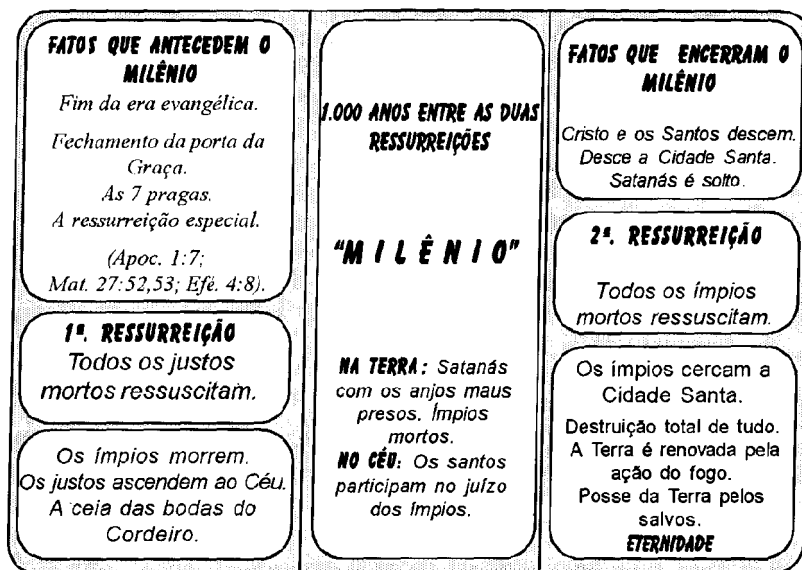 FATOS QUE ANTECEDEM O
MILÊNIO
Fim da era evangélica.
Fechamento da porta da
Graça.
As 7 pragas.
A ressurreição especial.
(Apoc. 1:7;
Mat. 27:52,53; Efé. 4:8).
1ª. RESSURREIÇÃO
Todos os justos
mortos ressuscitam.
Os ímpios morrem.
Os justos ascendem ao Céu.
A ceia das bodas do
Cordeiro.
1.000 ANOS ENTRE AS DUAS
RESSURREIÇÕES
"MILÊNIO"
NA TERRA: Satanás
com os anjos maus
presos. Ímpios
mortos.
NO CÉU: Os santos
participam no juízo
dos ímpios.
FATOS QUE ENCERRAM O
MILÊNIO
Cristo e os Santos descem.
Desce a Cidade Santa.
Satanás é solto.
2ª. RESSURREIÇÃO
Todos os ímpios
mortos ressuscitam.
Os ímpios cercam a
Cidade Santa.
Destruição total de tudo.
A Terra é renovada pela
ação do fogo.
Posse da Terra pelos
salvos.
ETERNIDADE